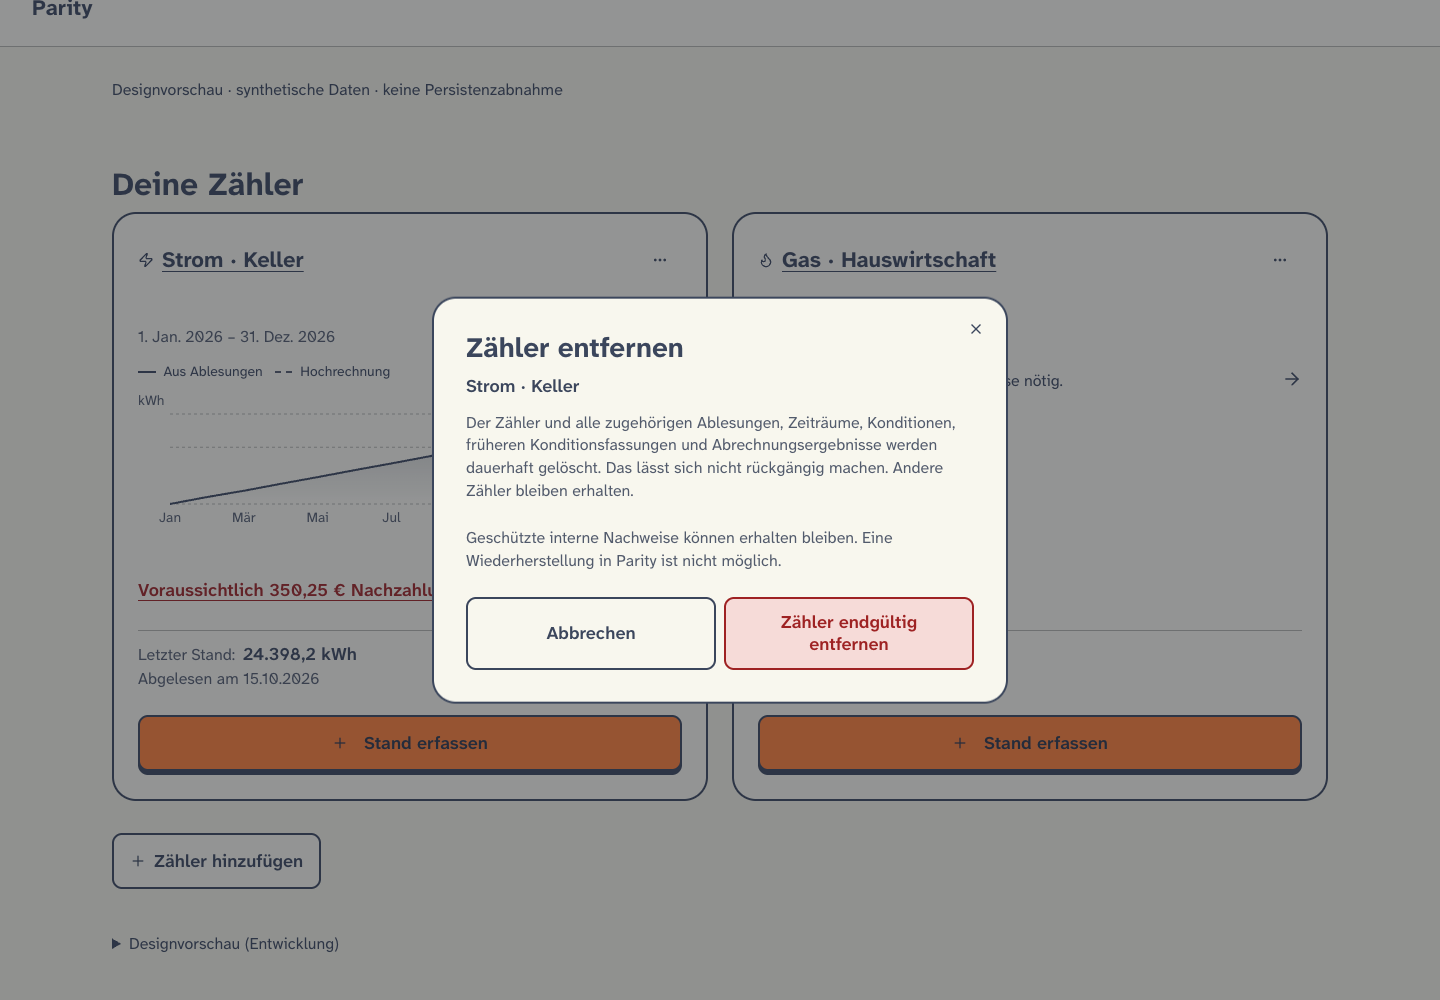 Parity
Designvorschau · synthetische Daten · keine Persistenzabnahme
Deine Zähler
Strom · Keller
1. Jan. 2026 – 31. Dez. 2026
Aus Ablesungen
Hochrechnung
kWh
Jan
Mär
Mai
Jul
Voraussichtlich 350,25 €
Letzter Stand: 24.398,2 kWh
Abgelesen am 15.10.2026
+ Stand erfassen
Gas · Hauswirtschaft
nötig.
+ Stand erfassen
Zähler entfernen
Strom · Keller
Der Zähler und alle zugehörigen Ablesungen, Zeiträume, Konditionen,
früheren Konditionsfassungen und Abrechnungsergebnisse werden
dauerhaft gelöscht. Das lässt sich nicht rückgängig machen. Andere
Zähler bleiben erhalten.
Geschützte interne Nachweise können erhalten bleiben. Eine
Wiederherstellung in Parity ist nicht möglich.
Abbrechen
Zähler endgültig
entfernen
+ Zähler hinzufügen
Designvorschau (Entwicklung)